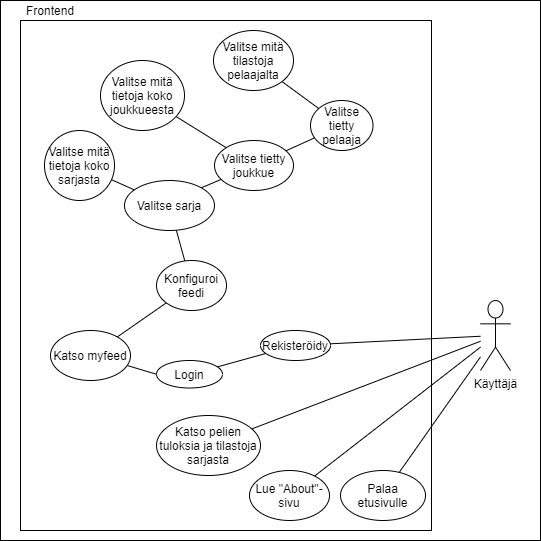 Frontend
Valitse mitä
tilastoja
pelaajalta
Valitse mitä
tietoja koko
joukkueesta
Valitse
tietty
pelaaja
Valitse mitä
tietoja koko
sarjasta
Valitse tietty
joukkue
Valitse sarja
Konfiguroi
feedi
Katso myfeed
Rekisteröidy
Login
Käyttäjä
Katso pelien
tuloksia ja tilastoja
sarjasta
Lue "About"-
sivu
Palaa
etusivulle